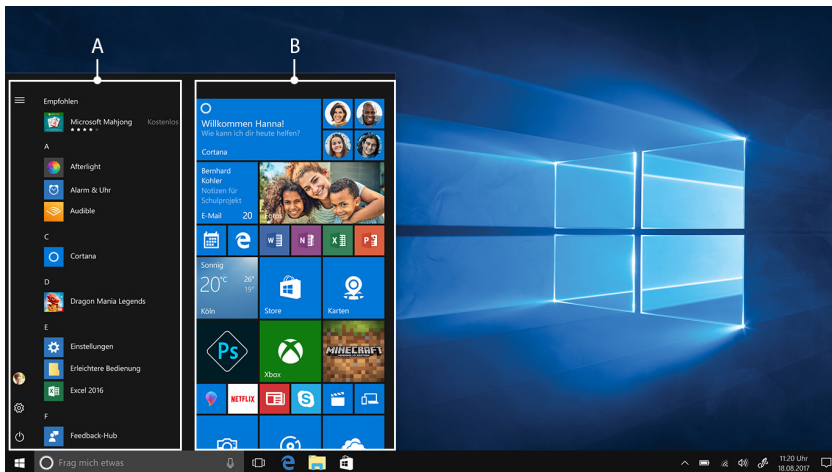 A
B
Empfohlen
Microsoft Mahjong
Kostenlos
A
Afterlight
Alarm & Uhr
Audible
C
Cortana
D
Dragon Mania Legends
E
Einstellungen
Erleichtere Bedienung
Excel 2016
F
Feedback-Hub
Willkommen Hanna!
Wie kann ich dir heute helfen?
Cortana
Bernhard
Kohler
Notizen für
Schulprojekt
E-Mail 20
Fotos
W
N
X
P
Sonnig
20°C 26°
19°
Köln
Store
Karten
Ps
Xbox
MINECRAFT
NETFLIX
S
Frag mich etwas
11:20 Uhr
18.08.2017